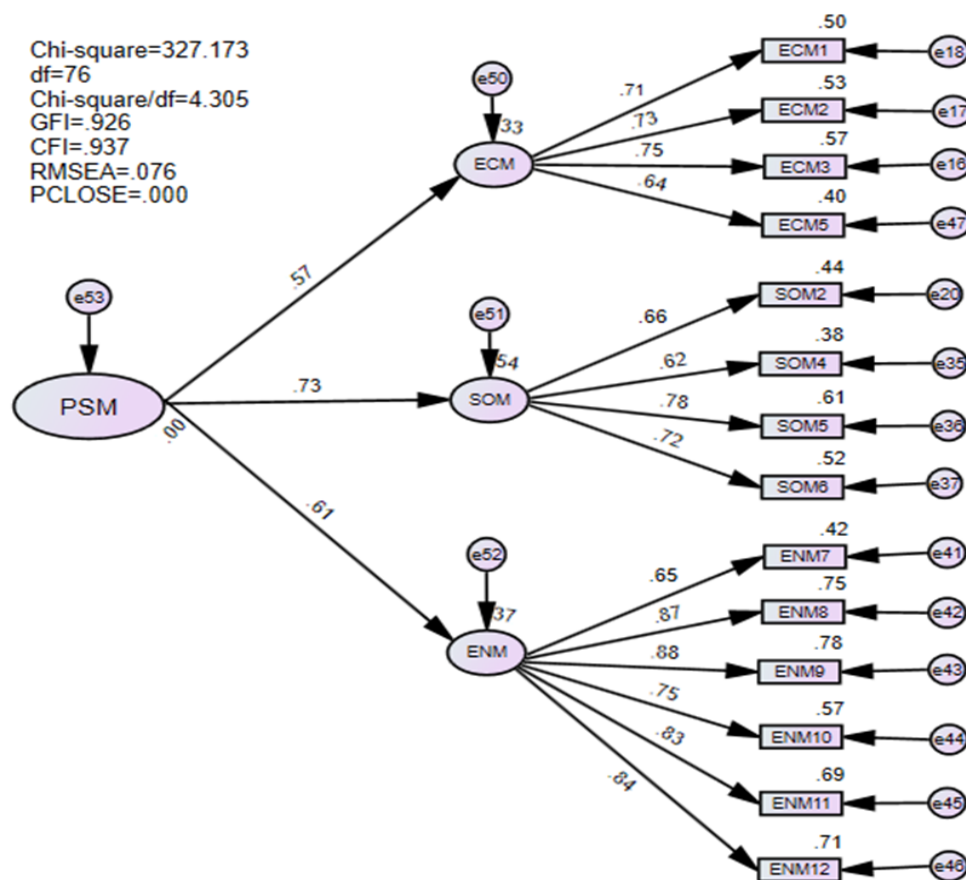 Chi-square=327.173
df=76
Chi-square/df=4.305
GFI=.926
CFI=.937
RMSEA=.076
PCLOSE=.000
.50
ECM1
e18
e50
.71
.53
ECM2
e17
.33
.73
ECM
.75
.57
ECM3
e16
.64
.40
ECM5
e47
.57
.44
SOM2
e20
e53
e51
.66
.38
SOM4
e35
.54
.62
PSM
.73
SOM
.78
.61
SOM5
e36
.00
.72
.52
SOM6
e37
.61
.42
ENM7
e41
e52
.65
.75
ENM8
e42
.37
.87
ENM
.88
.78
ENM9
e43
.75
.57
ENM10
e44
.83
.69
ENM11
e45
.84
.71
ENM12
e46